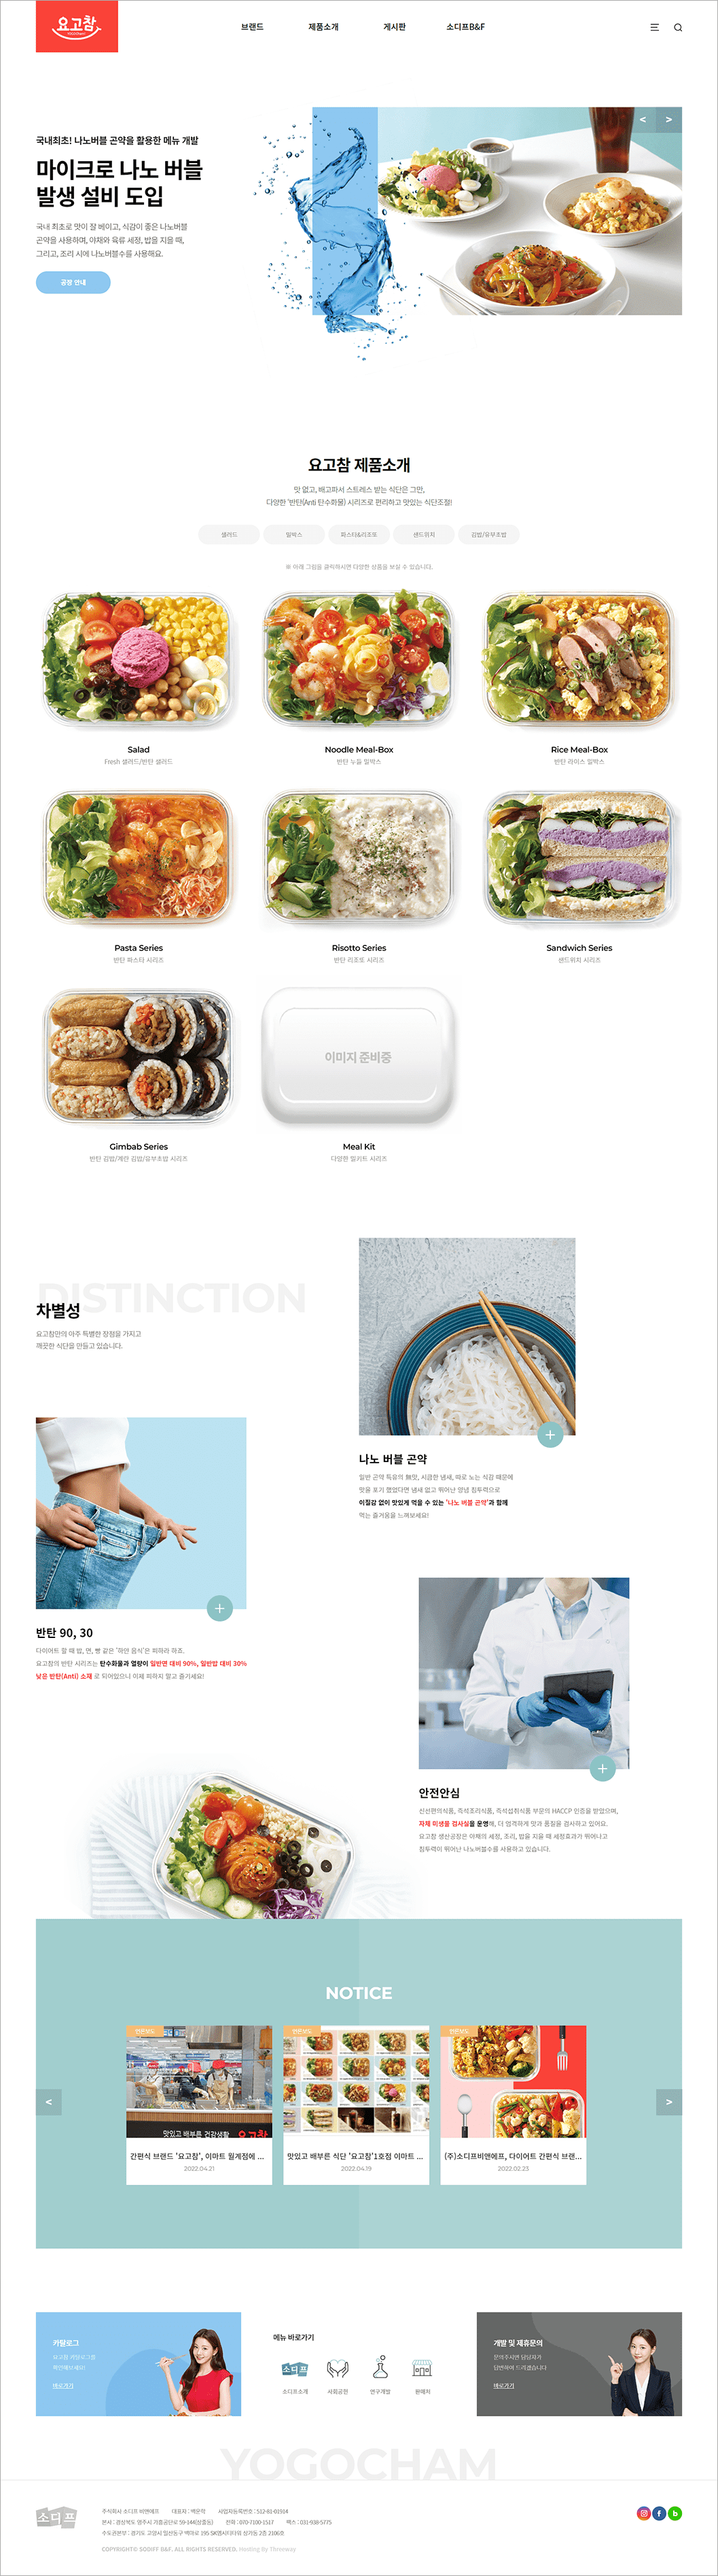 요고참
브랜드
제품소개
게시판
소디프B&F
< >
국내최초! 나노버블 곤약을 활용한 메뉴 개발
마이크로 나노 버블
발생 설비 도입
국내 최초로 맛이 잘 베이고, 식감이 좋은 나노버블
곤약을 사용하며, 야채와 육류 세정, 밥을 지을 때,
그리고, 조리 시에 나노버블수를 사용해요.
공장 안내
요고참 제품소개
맛 없고, 배고파서 스트레스 받는 식단은 그만,
다양한 '반탄(Anti 탄수화물) 시리즈로 편리하고 맛있는 식단조절!
샐러드
밀박스
파스타&리조또
샌드위치
김밥/유부초밥
※ 아래 그림을 클릭하시면 다양한 상품을 보실 수 있습니다.
Salad
Fresh 샐러드/반탄 샐러드
Noodle Meal-Box
반탄 누들 밀박스
Rice Meal-Box
반탄 라이스 밀박스
Pasta Series
반탄 파스타 시리즈
Risotto Series
반탄 리조또 시리즈
Sandwich Series
샌드위치 시리즈
이미지 준비중
Gimbab Series
반탄 김밥/계란 김밥/유부초밥 시리즈
Meal Kit
다양한 밀키트 시리즈
DISTINCTION
차별성
요고참만의 아주 특별한 장점을 가지고
깨끗한 식단을 만들고 있습니다.
나노 버블 곤약
일반 곤약 특유의 無맛, 시큼한 냄새, 따로 노는 식감 때문에
맛을 포기 했었다면 냄새 없고 뛰어난 양념 침투력으로
이질감 없이 맛있게 먹을 수 있는 '나노 버블 곤약'과 함께
먹는 즐거움을 느껴보세요!
반탄 90, 30
다이어트 할 때 밥, 면, 빵 같은 '하얀 음식'은 피하라 하죠.
요고참의 반탄 시리즈는 탄수화물과 열량이 일반면 대비 90%, 일반밥 대비 30%
낮은 반탄(Anti) 소재 로 되어있으니 이제 피하지 말고 즐기세요!
안전안심
신선편의식품, 즉석조리식품, 즉석섭취식품 부문의 HACCP 인증을 받았으며,
자체 미생물 검사실을 운영해, 더 엄격하게 맛과 품질을 검사하고 있어요.
요고참 생산공장은 야채의 세정, 조리, 밥을 지을 때 세정효과가 뛰어나고
침투력이 뛰어난 나노버블수를 사용하고 있습니다.
NOTICE
언론보도
언론보도
언론보도
맛있고 배부른 건강생활
요고참
< >
간편식 브랜드 '요고참', 이마트 월계점에 ...
2022.04.21
맛있고 배부른 식단 '요고참'1호점 이마트 ...
2022.04.19
(주)소디프비앤에프, 다이어트 간편식 브랜...
2022.02.23
카탈로그
요고참 카탈로그를
확인해보세요!
바로가기
메뉴 바로가기
소디프
소디프소개
사회공헌
연구개발
판매처
개발 및 제휴문의
문의주시면 담당자가
답변하여 드리겠습니다
바로가기
YOGOCHAM
소디프
주식회사 소디프 비앤에프
대표자 : 백운학
사업자등록번호 : 512-81-01934
본사 : 경상북도 영주시 가흥공단로 59-144(상줄동)
전화 : 070-7100-1517
팩스 : 031-938-5775
수도권본부 : 경기도 고양시 일산동구 백마로 195 SK엠시티타워 섹가동 2층 2106호
COPYRIGHT© SODIFF B&F. ALL RIGHTS RESERVED. Hosting By Threeway